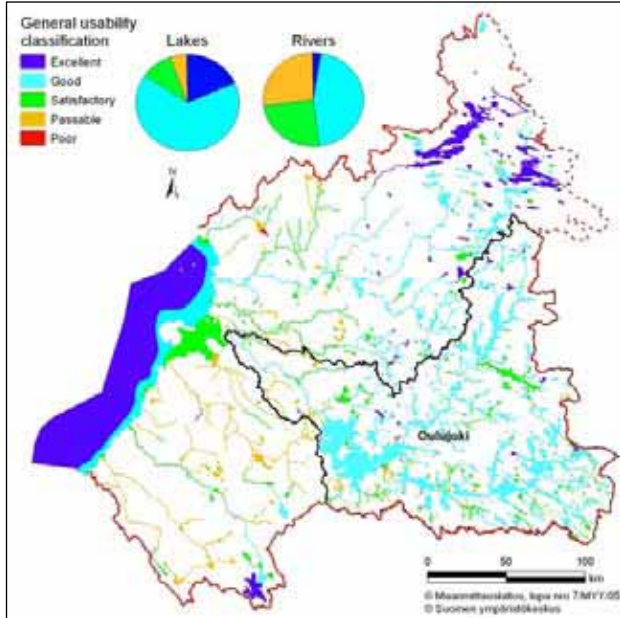 General usability
classification
Excellent
Good
Satisfactory
Passable
Poor
Lakes
Rivers
N
Oulujoki
0 50 100
km
© Maanmittauslaitos, lupa nro 7/MYY/05
© Suomen ympäristökeskus